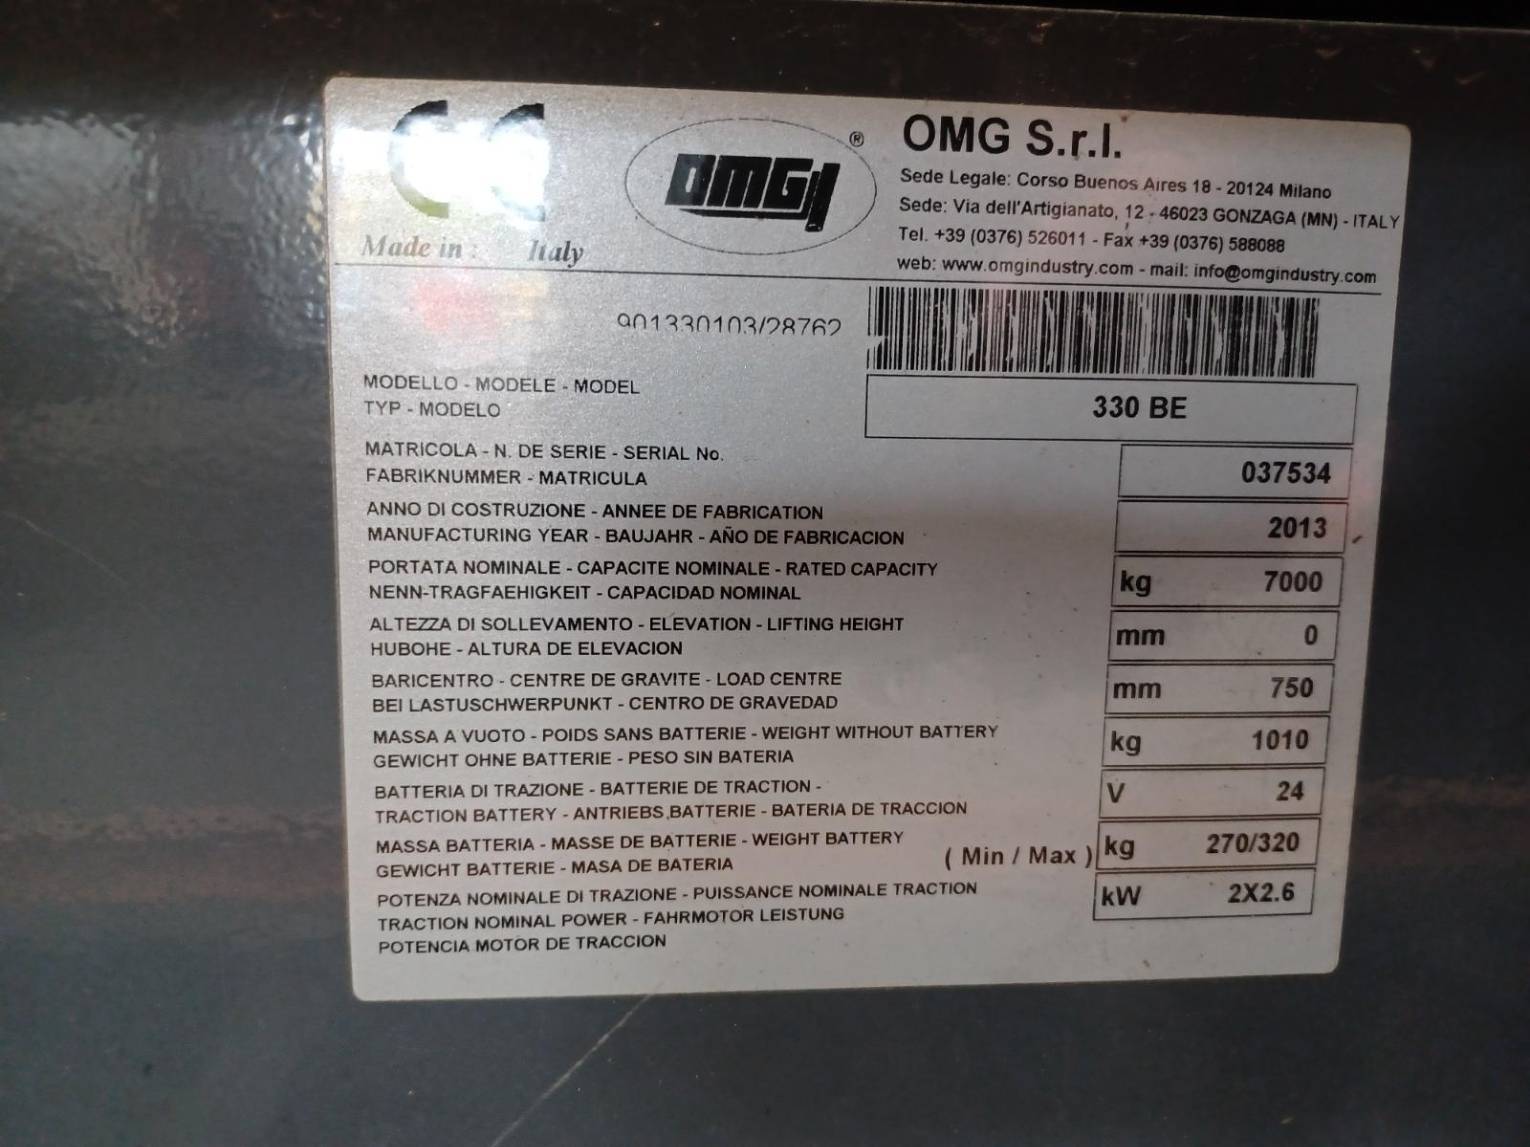 CE
Made in : Italy
OMG ®
OMG S.r.l.
Sede Legale: Corso Buenos Aires 18 - 20124 Milano
Sede: Via dell'Artigianato, 12 - 46023 GONZAGA (MN) - ITALY
Tel. +39 (0376) 526011 - Fax +39 (0376) 588088
web: www.omgindustry.com - mail: info@omgindustry.com
901330103/28762
MODELLO - MODELE - MODEL
TYP - MODELO
330 BE
MATRICOLA - N. DE SERIE - SERIAL No.
FABRIKNUMMER - MATRICULA
037534
ANNO DI COSTRUZIONE - ANNEE DE FABRICATION
MANUFACTURING YEAR - BAUJAHR - AÑO DE FABRICACION
2013
PORTATA NOMINALE - CAPACITE NOMINALE - RATED CAPACITY
NENN-TRAGFAEHIGKEIT - CAPACIDAD NOMINAL
kg 7000
ALTEZZA DI SOLLEVAMENTO - ELEVATION - LIFTING HEIGHT
HUBOHE - ALTURA DE ELEVACION
mm 0
BARICENTRO - CENTRE DE GRAVITE - LOAD CENTRE
BEI LASTUSCHWERPUNKT - CENTRO DE GRAVEDAD
mm 750
MASSA A VUOTO - POIDS SANS BATTERIE - WEIGHT WITHOUT BATTERY
GEWICHT OHNE BATTERIE - PESO SIN BATERIA
kg 1010
BATTERIA DI TRAZIONE - BATTERIE DE TRACTION -
TRACTION BATTERY - ANTRIEBS.BATTERIE - BATERIA DE TRACCION
V 24
MASSA BATTERIA - MASSE DE BATTERIE - WEIGHT BATTERY
GEWICHT BATTERIE - MASA DE BATERIA
( Min / Max ) kg 270/320
POTENZA NOMINALE DI TRAZIONE - PUISSANCE NOMINALE TRACTION
TRACTION NOMINAL POWER - FAHRMOTOR LEISTUNG
POTENCIA MOTOR DE TRACCION
kW 2X2.6